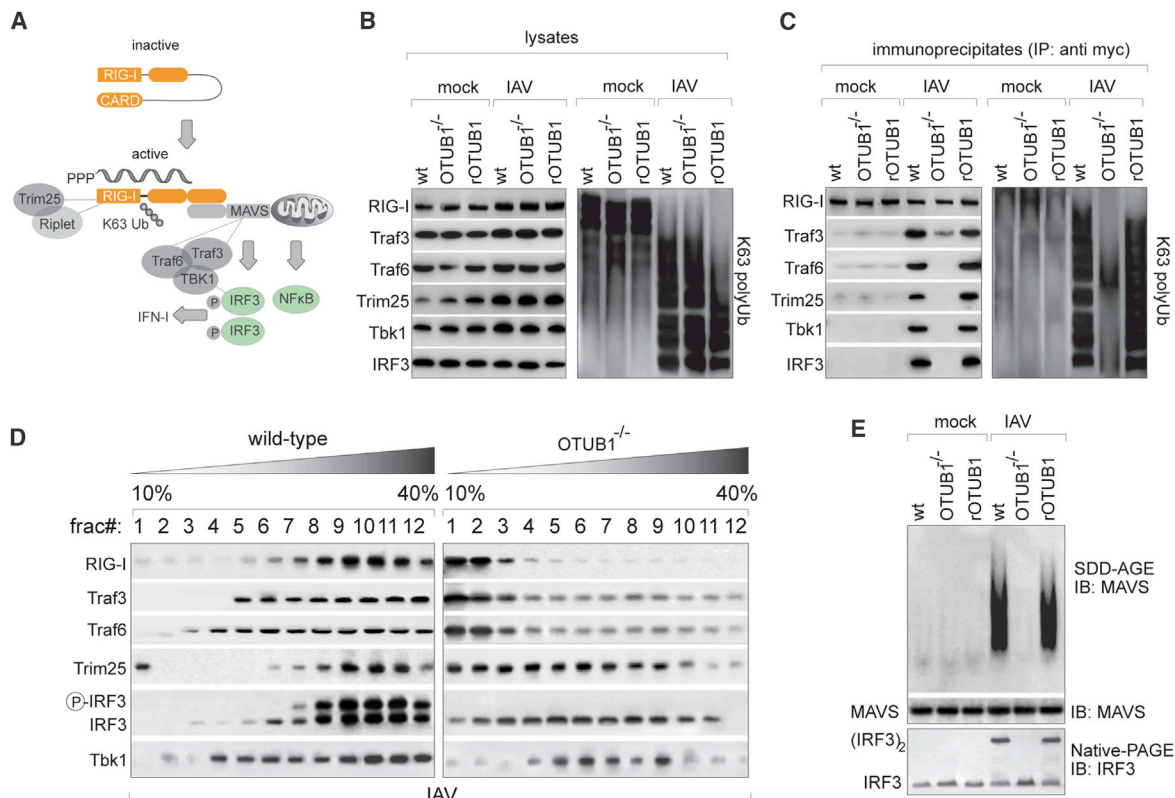 A
inactive
RIG-I
CARD
active
PPP
RIG-I
Trim25
Riplet
K63 Ub
MAVS
Traf6
Traf3
TBK1
P
IRF3
NFκB
IFN-I
P
IRF3
B
lysates
mock
IAV
mock
IAV
wt
OTUB1-/-
rOTUB1
wt
OTUB1-/-
rOTUB1
wt
OTUB1-/-
rOTUB1
wt
OTUB1-/-
rOTUB1
RIG-I
Traf3
Traf6
Trim25
Tbk1
IRF3
K63 polyUb
C
immunoprecipitates (IP: anti myc)
mock
IAV
mock
IAV
wt
OTUB1-/-
rOTUB1
wt
OTUB1-/-
rOTUB1
wt
OTUB1-/-
rOTUB1
wt
OTUB1-/-
rOTUB1
RIG-I
Traf3
Traf6
Trim25
Tbk1
IRF3
K63 polyUb
D
wild-type
OTUB1-/-
10%
40%
10%
40%
frac#:
1 2 3 4 5 6 7 8 9 10 11 12
1 2 3 4 5 6 7 8 9 10 11 12
RIG-I
Traf3
Traf6
Trim25
P-IRF3
IRF3
Tbk1
IAV
E
mock
IAV
wt
OTUB1-/-
rOTUB1
wt
OTUB1-/-
rOTUB1
SDD-AGE
IB: MAVS
MAVS
IB: MAVS
(IRF3)2
Native-PAGE
IB: IRF3
IRF3